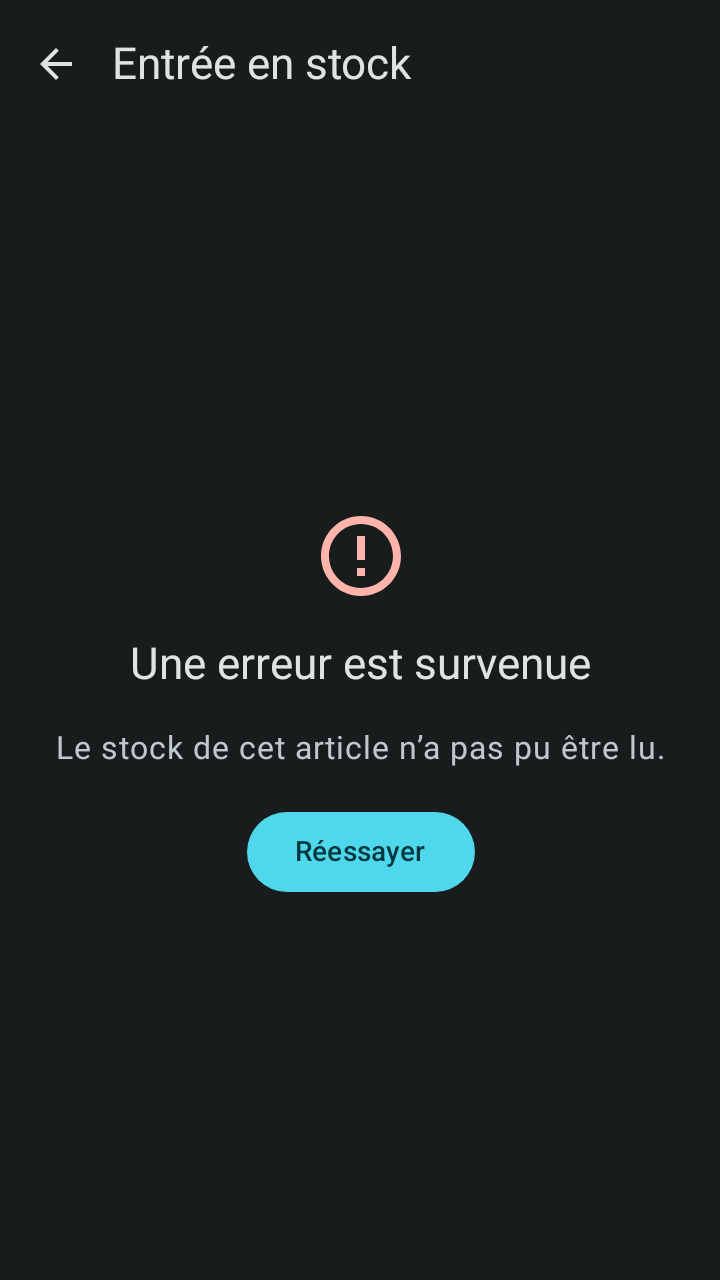 Entrée en stock
Une erreur est survenue
Le stock de cet article n’a pas pu être lu.
Réessayer